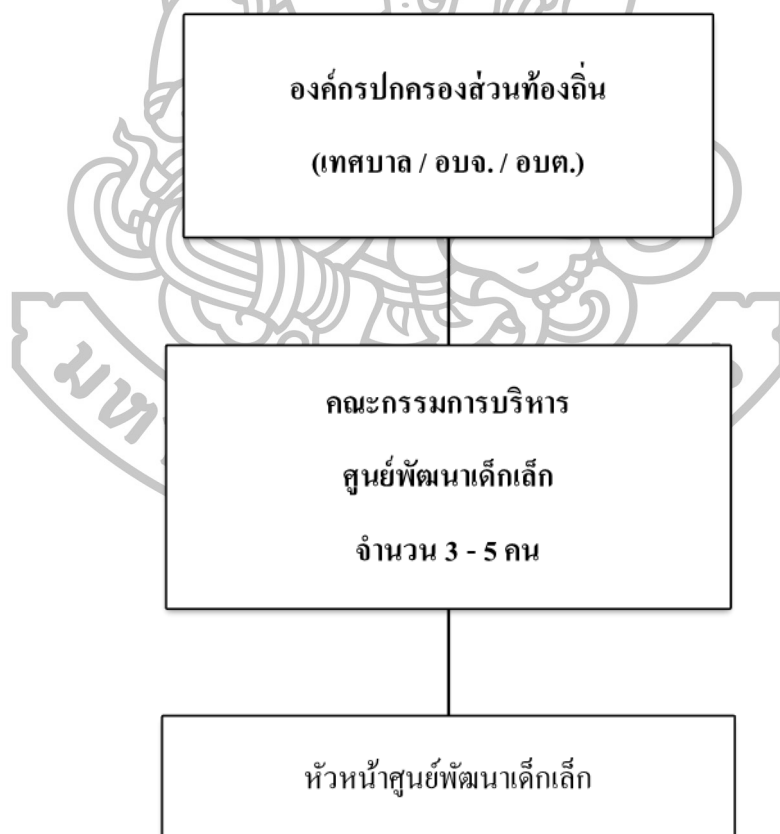 องค์กรปกครองส่วนท้องถิ่น
(เทศบาล / อบจ. / อบต.)
คณะกรรมการบริหาร
ศูนย์พัฒนาเด็กเล็ก
จำนวน 3 - 5 คน
หัวหน้าศูนย์พัฒนาเด็กเล็ก